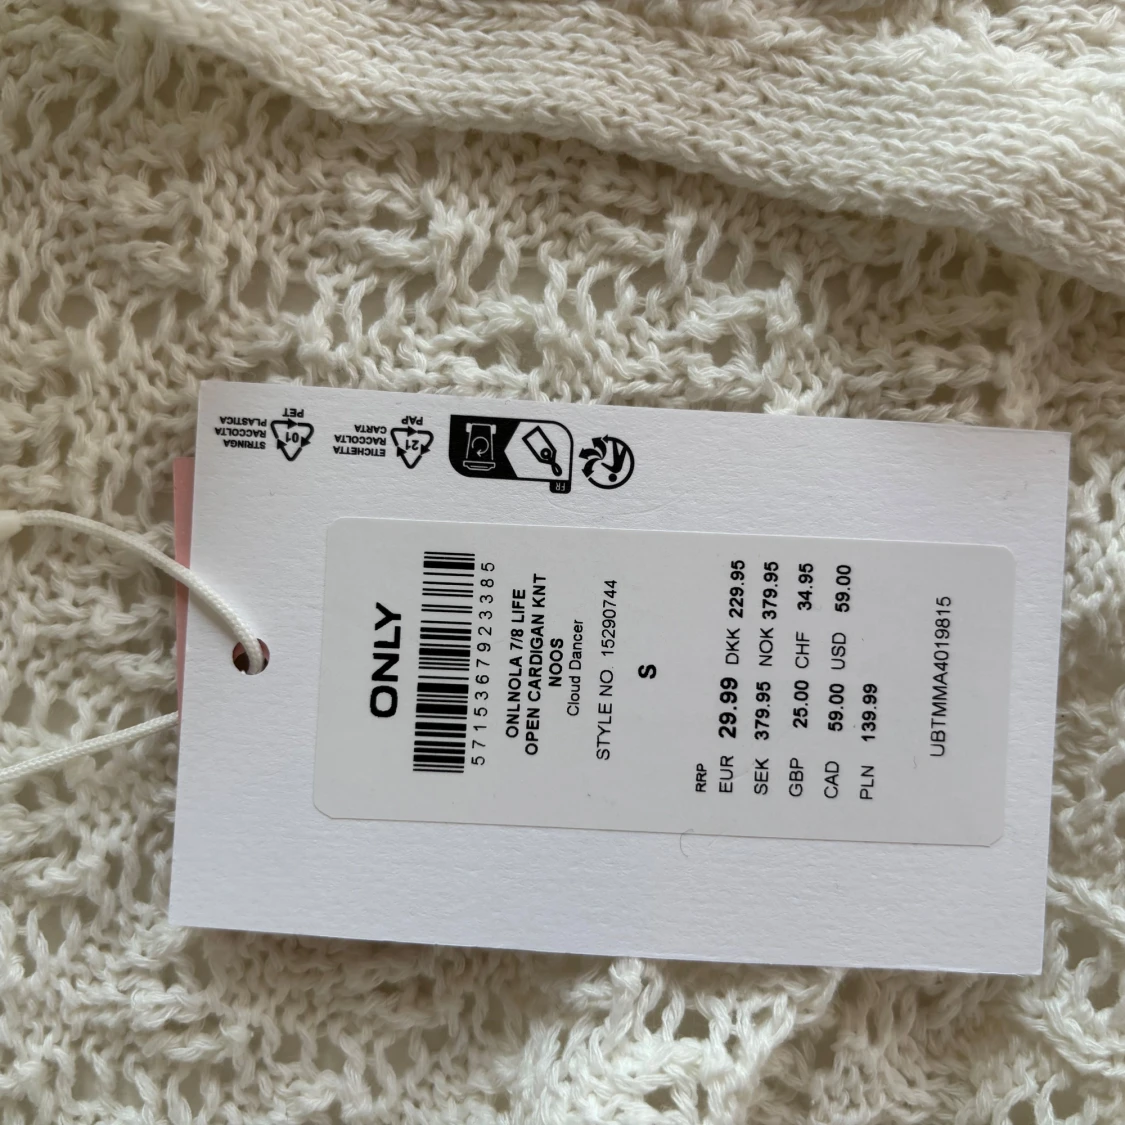 STRINGA
RACCOLTA
PLASTICA
01
PET
ETICHETTA
RACCOLTA
CARTA
21
PAP
FR
ONLY
5715367923385
ONLNOLA 7/8 LIFE
OPEN CARDIGAN KNT
NOOS
Cloud Dancer
STYLE NO. 15290744
S
RRP
EUR 29.99 DKK 229.95
SEK 379.95 NOK 379.95
GBP 25.00 CHF 34.95
CAD 59.00 USD 59.00
PLN 139.99
UBTMMA4019815